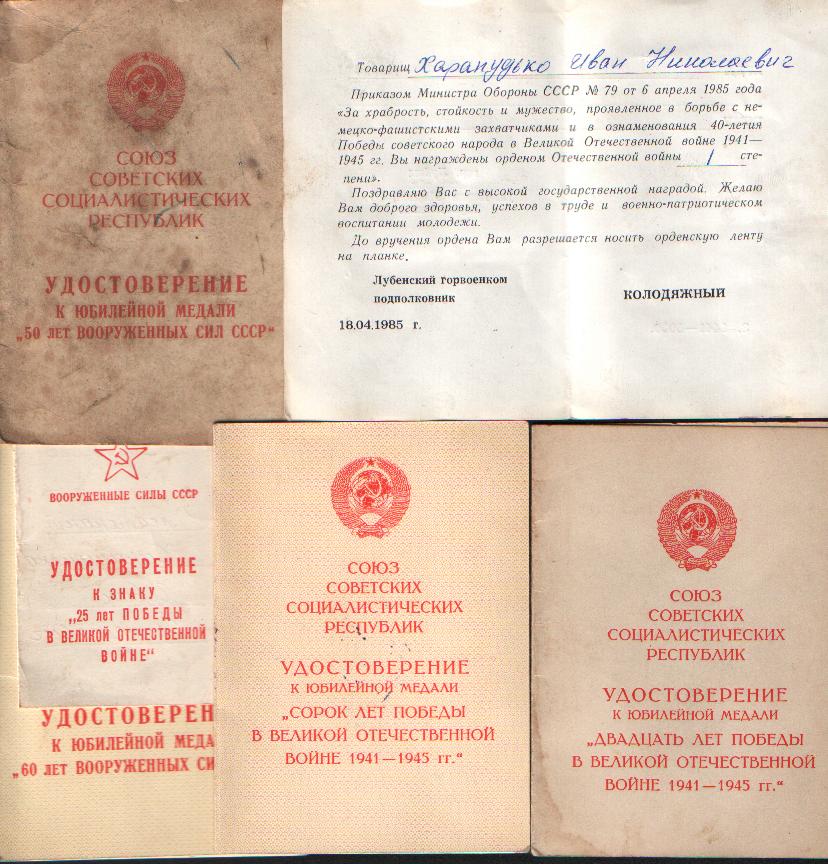 СОЮЗ
СОВЕТСКИХ
СОЦИАЛИСТИЧЕСКИХ
РЕСПУБЛИК
УДОСТОВЕРЕНИЕ
К ЮБИЛЕЙНОЙ МЕДАЛИ
„50 ЛЕТ ВООРУЖЕННЫХ СИЛ СССР“
Товарищ Харапудько Иван Николаевич
Приказом Министра Обороны СССР № 79 от 6 апреля 1985 года
«За храбрость, стойкость и мужество, проявленное в борьбе с не-
мецко-фашистскими захватчиками и в ознаменования 40-летия
Победы советского народа в Великой Отечественной войне 1941—
1945 гг. Вы награждены орденом Отечественной войны I сте-
пени».
Поздравляю Вас с высокой государственной наградой. Желаю
Вам доброго здоровья, успехов в труде и военно-патриотическом
воспитании молодежи.
До вручения ордена Вам разрешается носить орденскую ленту
на планке.
Лубенский горвоенком
подполковник
КОЛОДЯЖНЫЙ
18.04.1985 г.
ВООРУЖЕННЫЕ СИЛЫ СССР
УДОСТОВЕРЕНИЕ
К ЗНАКУ
„25 лет ПОБЕДЫ
В ВЕЛИКОЙ ОТЕЧЕСТВЕННОЙ
ВОЙНЕ“
УДОСТОВЕРЕН
К ЮБИЛЕЙНОЙ МЕДА
„60 ЛЕТ ВООРУЖЕННЫХ СИ
СОЮЗ
СОВЕТСКИХ
СОЦИАЛИСТИЧЕСКИХ
РЕСПУБЛИК
УДОСТОВЕРЕНИЕ
К ЮБИЛЕЙНОЙ МЕДАЛИ
„СОРОК ЛЕТ ПОБЕДЫ
В ВЕЛИКОЙ ОТЕЧЕСТВЕННОЙ
ВОЙНЕ 1941—1945 гг.“
СОЮЗ
СОВЕТСКИХ
СОЦИАЛИСТИЧЕСКИХ
РЕСПУБЛИК
УДОСТОВЕРЕНИЕ
К ЮБИЛЕЙНОЙ МЕДАЛИ
„ДВАДЦАТЬ ЛЕТ ПОБЕДЫ
В ВЕЛИКОЙ ОТЕЧЕСТВЕННОЙ
ВОЙНЕ 1941—1945 гг.“